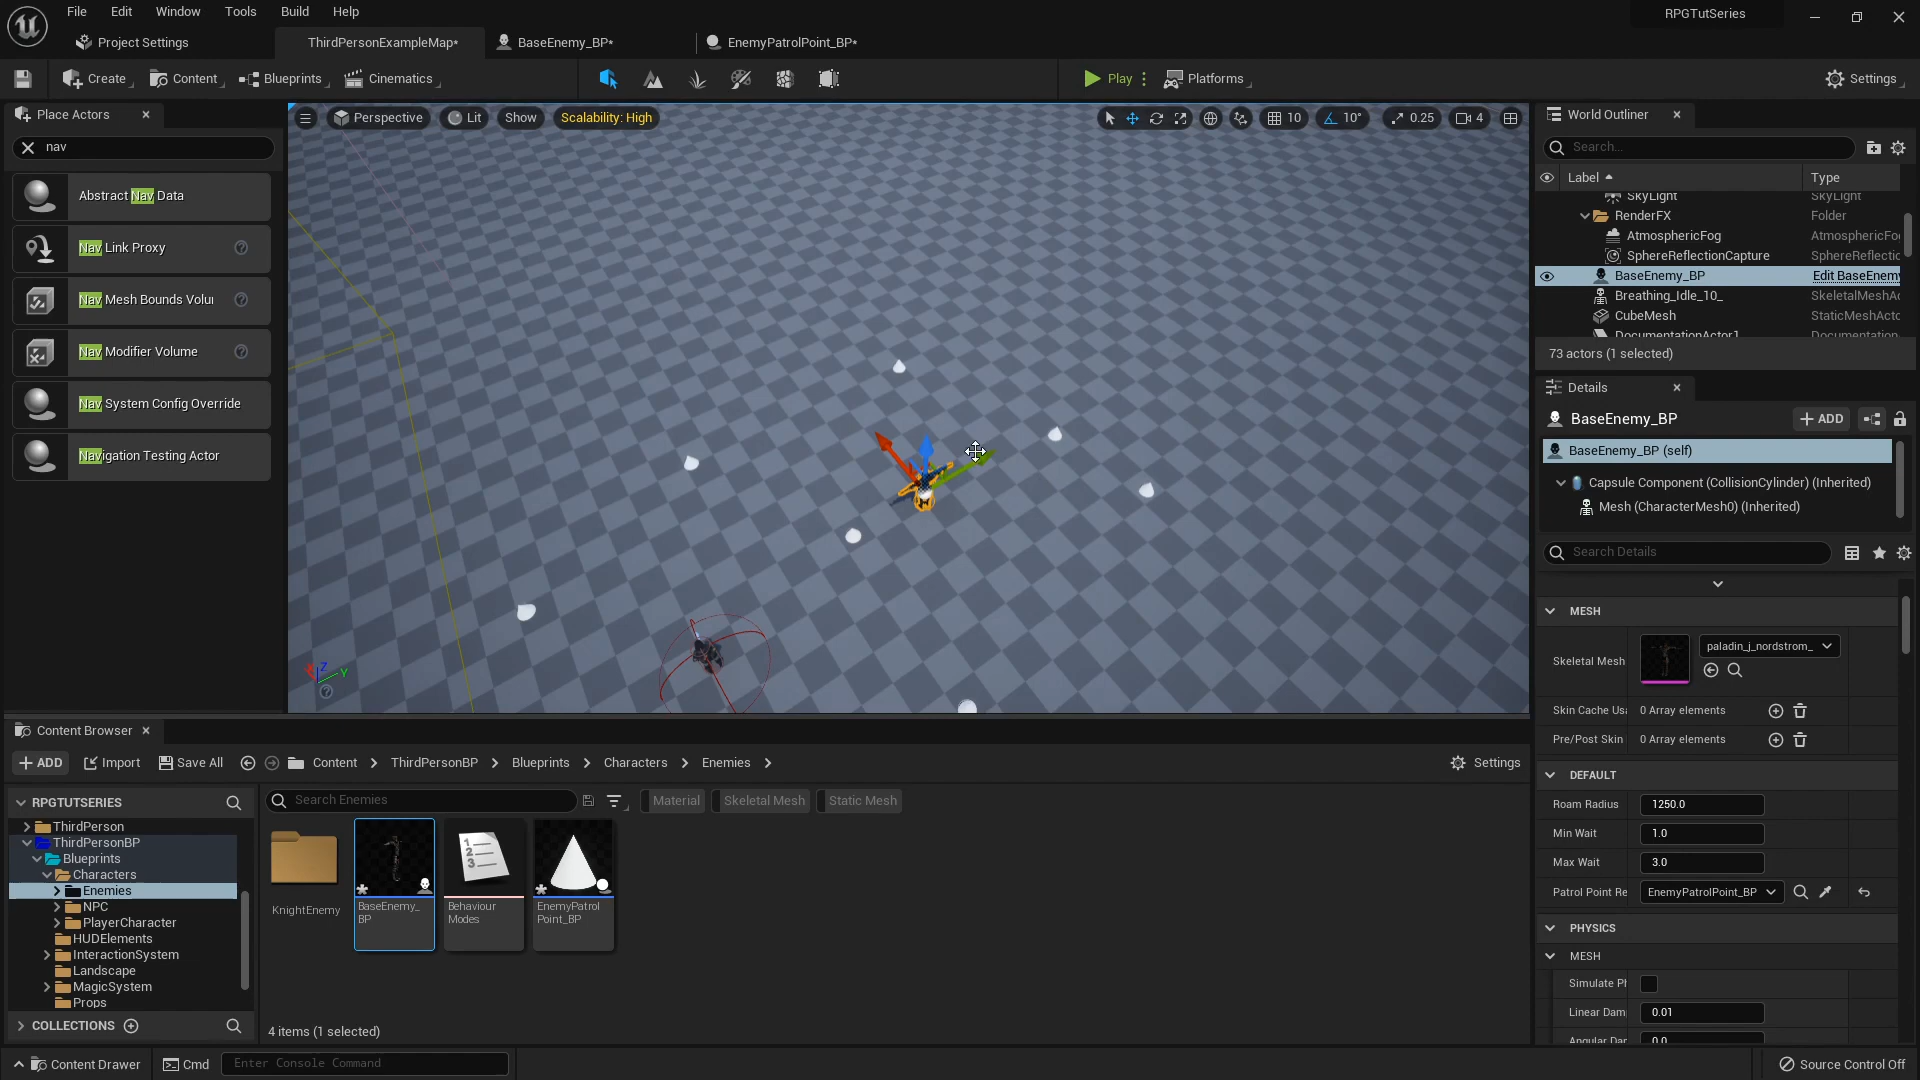 File Edit Window Tools Build Help
RPGTutSeries
Project Settings
ThirdPersonExampleMap*
BaseEnemy_BP*
EnemyPatrolPoint_BP*
Create
Content
Blueprints
Cinematics
Play
Platforms
Settings
Place Actors
nav
Abstract Nav Data
Nav Link Proxy
Nav Mesh Bounds Volu
Nav Modifier Volume
Nav System Config Override
Navigation Testing Actor
Perspective
Lit
Show
Scalability: High
10
10°
0.25
4
X Z Y
World Outliner
Search...
Label
Type
SkyLight SkyLight
RenderFX Folder
AtmosphericFog AtmosphericFo
SphereReflectionCapture SphereReflectic
BaseEnemy_BP Edit BaseEnemy
Breathing_Idle_10_ SkeletalMeshAc
CubeMesh StaticMeshActo
DocumentationActor1 Documentation
73 actors (1 selected)
Details
BaseEnemy_BP
ADD
BaseEnemy_BP (self)
Capsule Component (CollisionCylinder) (Inherited)
Mesh (CharacterMesh0) (Inherited)
Search Details
MESH
Skeletal Mesh
paladin_j_nordstrom_
Skin Cache Usa 0 Array elements
Pre/Post Skin 0 Array elements
DEFAULT
Roam Radius 1250.0
Min Wait 1.0
Max Wait 3.0
Patrol Point Re EnemyPatrolPoint_BP
PHYSICS
MESH
Simulate Ph
Linear Dam 0.01
Angular Dar 0.0
Content Browser
ADD
Import
Save All
Content
ThirdPersonBP
Blueprints
Characters
Enemies
Settings
RPGTUTSERIES
ThirdPerson
ThirdPersonBP
Blueprints
Characters
Enemies
NPC
PlayerCharacter
HUDElements
InteractionSystem
Landscape
MagicSystem
Props
COLLECTIONS
Search Enemies
Material
Skeletal Mesh
Static Mesh
KnightEnemy
BaseEnemy_
BP
Behaviour
Modes
EnemyPatrol
Point_BP
4 items (1 selected)
Content Drawer
Cmd
Enter Console Command
Source Control Off